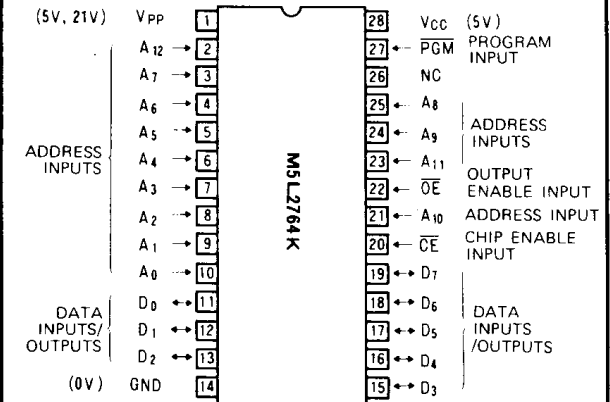 (5V, 21V) VPP 1 28 VCC (5V)
A12 2 27 PGM PROGRAM INPUT
A7 3 26 NC
A6 4 25 A8
A5 5 24 A9
A4 6 23 A11
ADDRESS INPUTS
ADDRESS INPUTS
A3 7 22 OE OUTPUT ENABLE INPUT
A2 8 21 A10 ADDRESS INPUT
A1 9 20 CE CHIP ENABLE INPUT
A0 10 19 D7
D0 11 18 D6
D1 12 17 D5
D2 13 16 D4
DATA INPUTS/ OUTPUTS
DATA INPUTS /OUTPUTS
(0V) GND 14 15 D3
M5L2764K